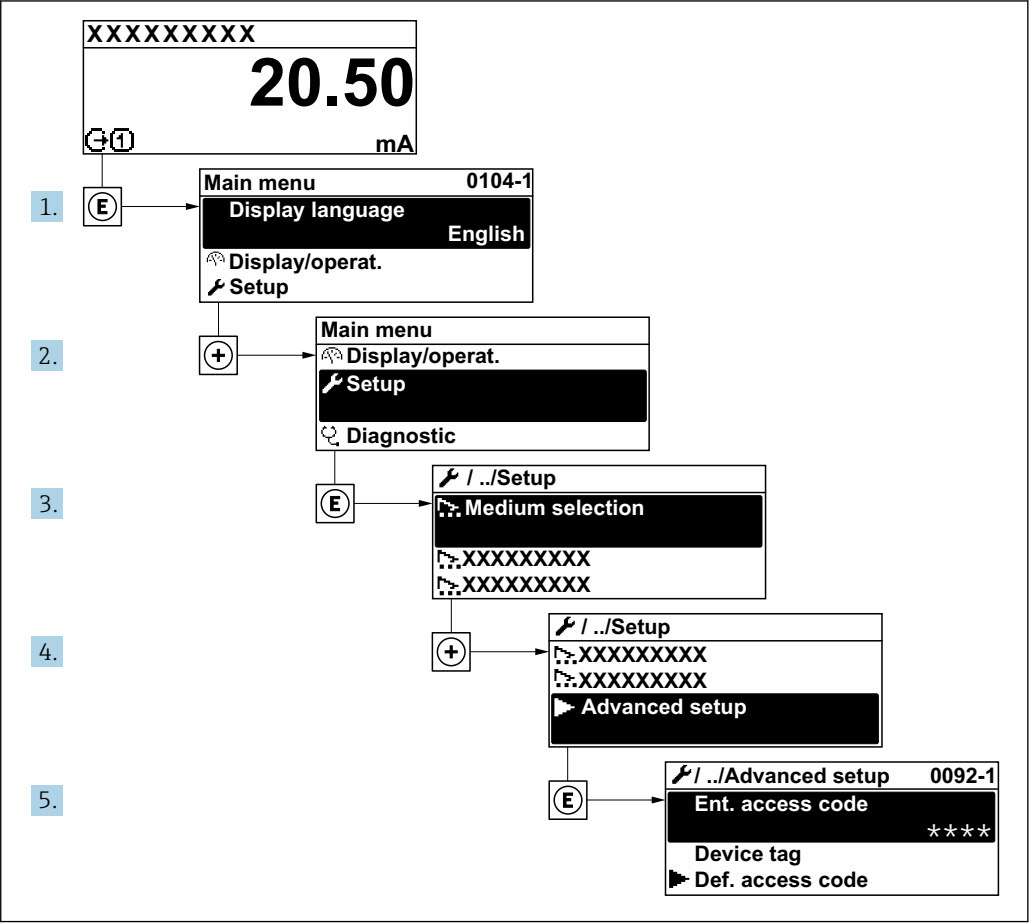 XXXXXXXXX
20.50
1 mA
1. E
Main menu 0104-1
Display language
English
Display/operat.
Setup
2. +
Main menu
Display/operat.
Setup
Diagnostic
3. E
/ ../Setup
Medium selection
XXXXXXXXX
XXXXXXXXX
4. +
/ ../Setup
XXXXXXXXX
XXXXXXXXX
Advanced setup
5. E
/ ../Advanced setup 0092-1
Ent. access code
****
Device tag
Def. access code